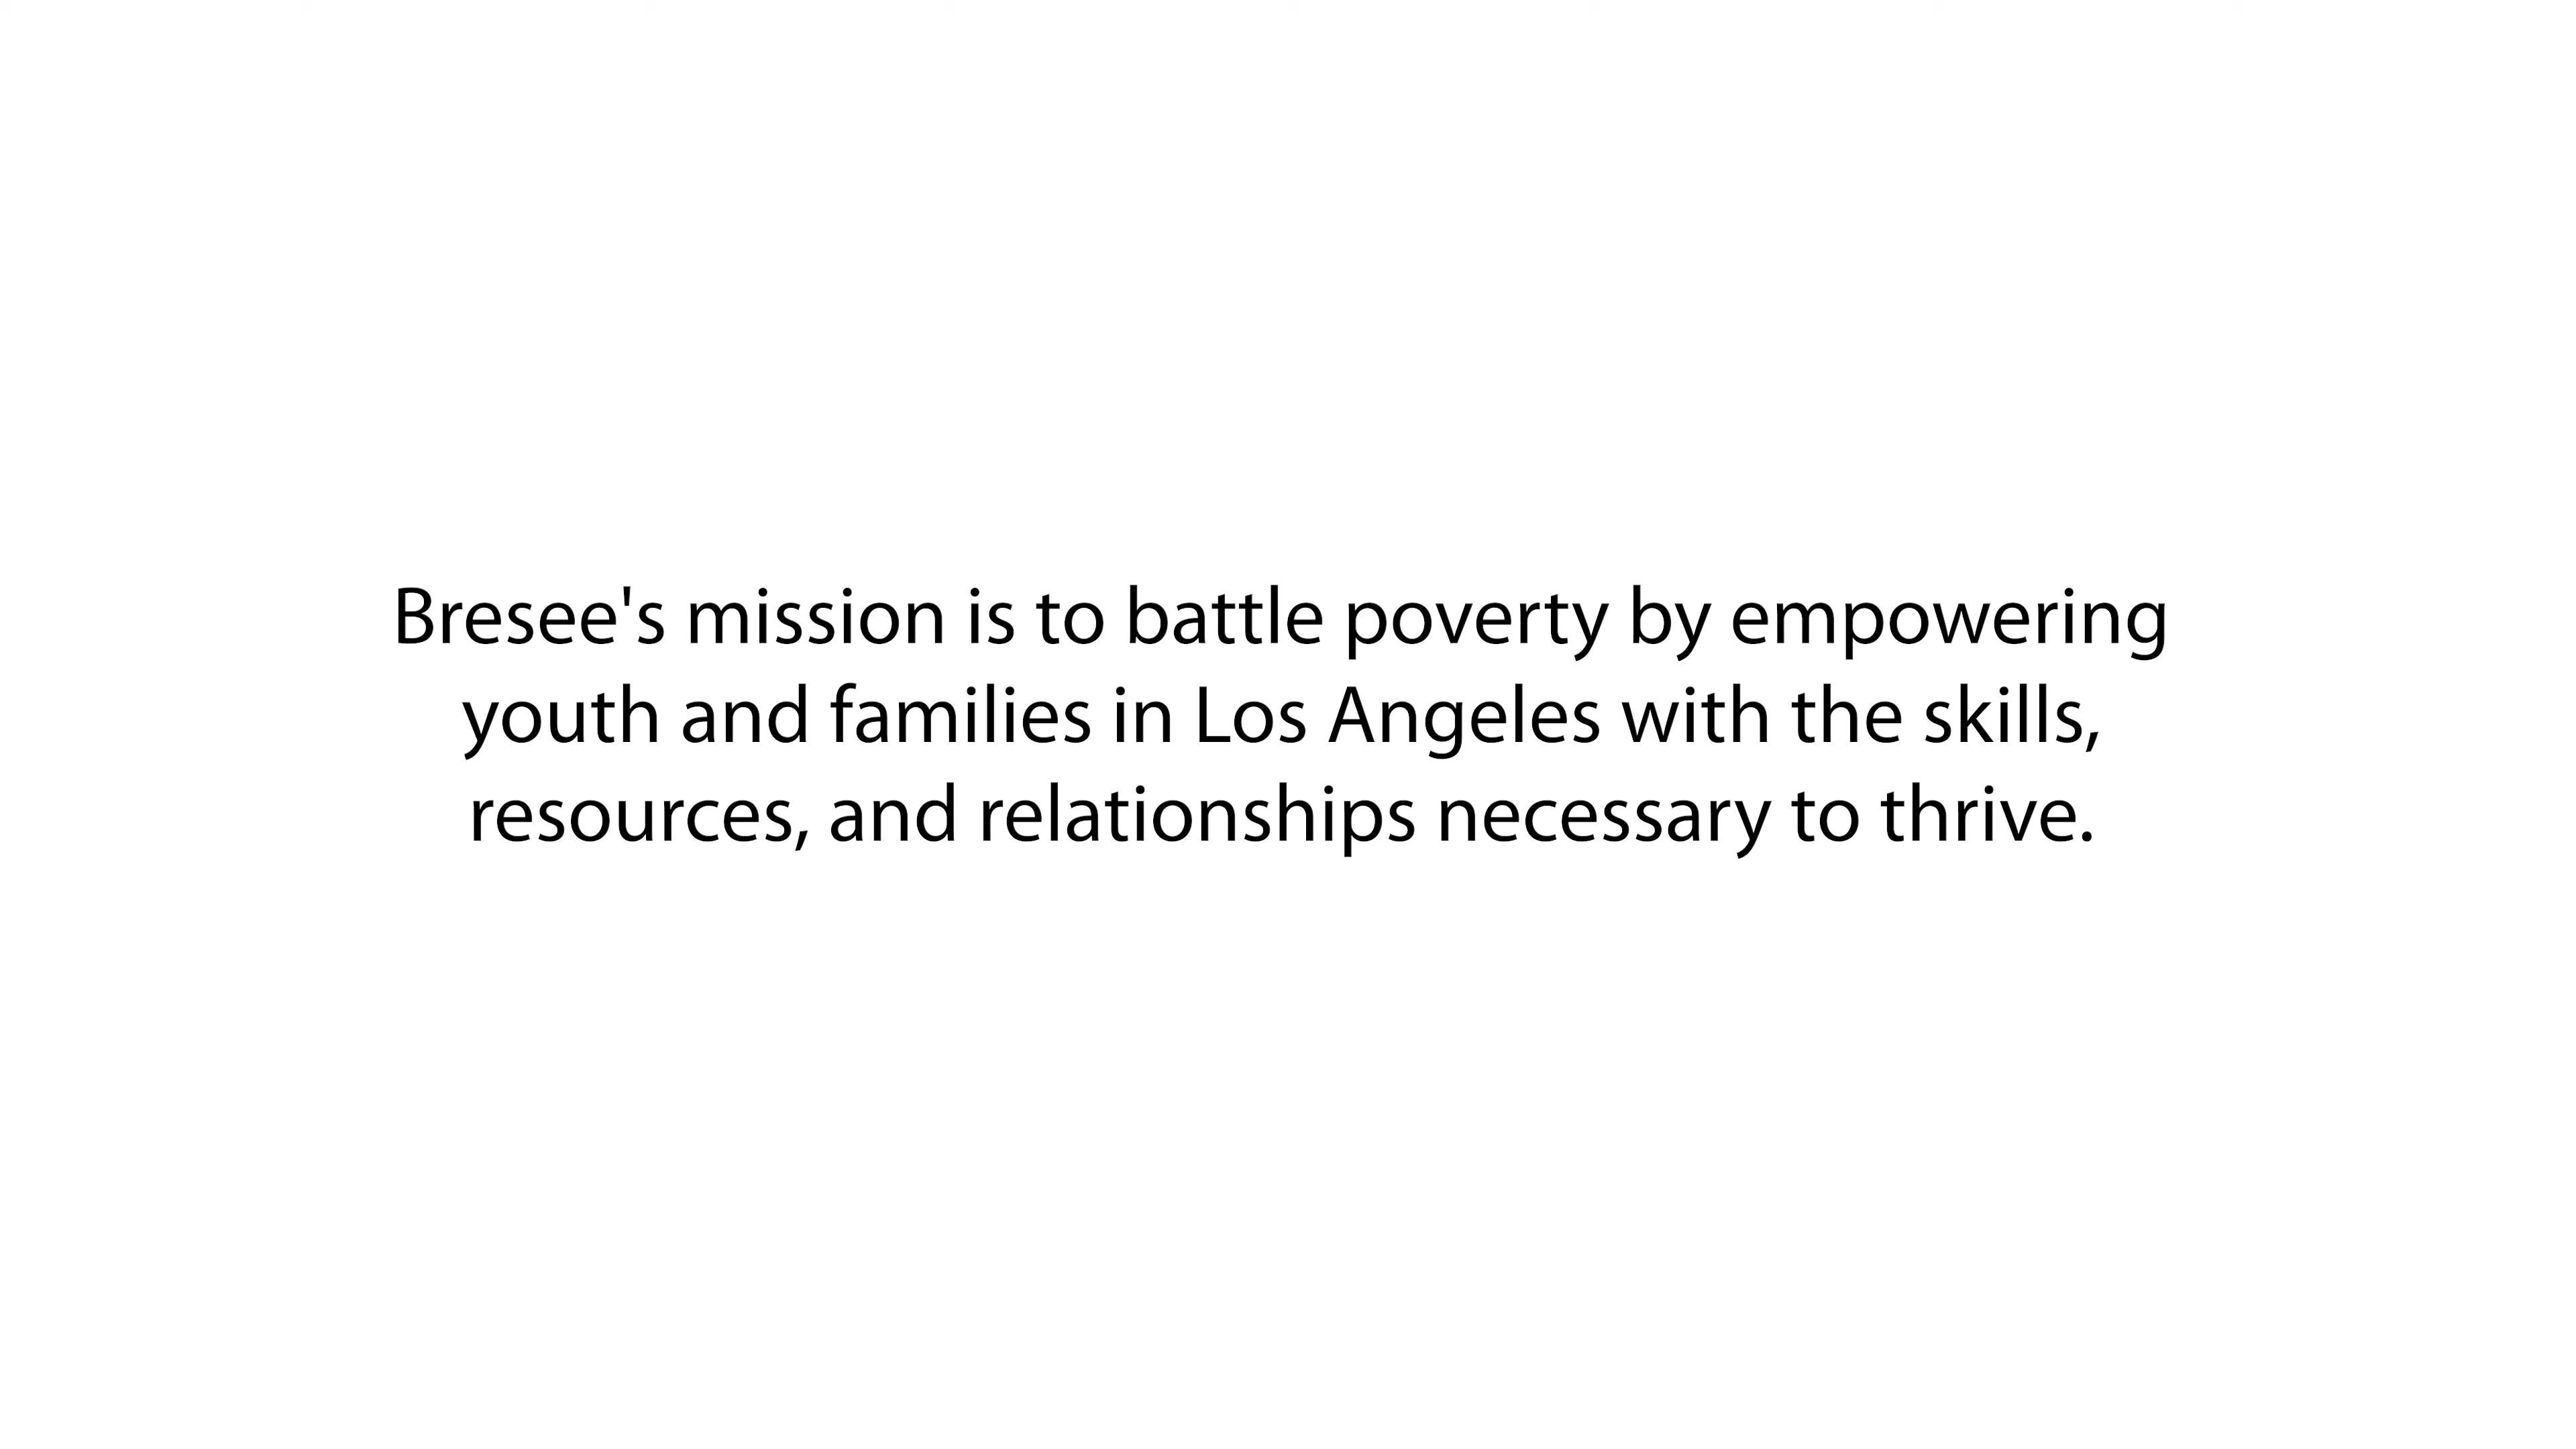 Bresee's mission is to battle poverty by empowering
youth and families in Los Angeles with the skills,
resources, and relationships necessary to thrive.